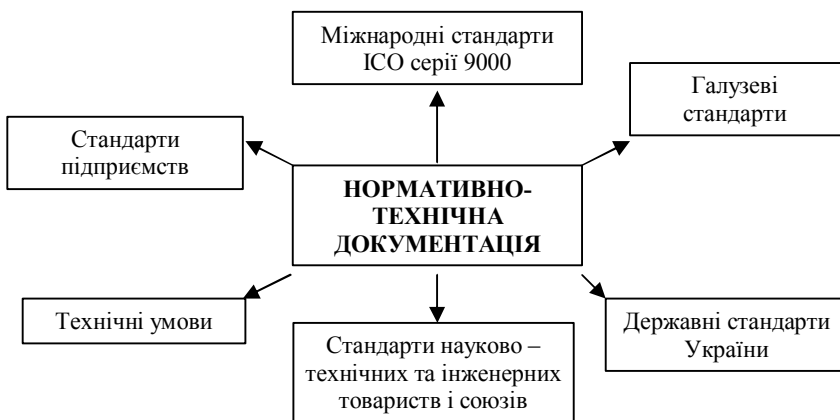 Міжнародні стандарти
ІСО серії 9000
Галузеві
стандарти
Стандарти
підприємств
НОРМАТИВНО-
ТЕХНІЧНА
ДОКУМЕНТАЦІЯ
Технічні умови
Стандарти науково –
технічних та інженерних
товариств і союзів
Державні стандарти
України